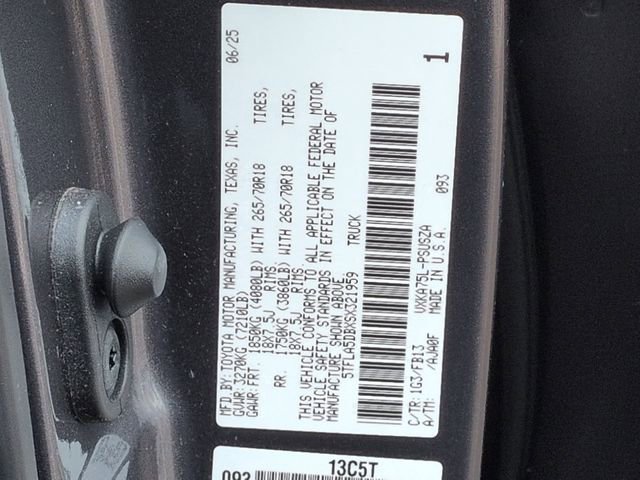 MFD.BY:TOYOTA MOTOR MANUFACTURING, TEXAS, INC. 06/25
GVWR:3270KG (7210LB)
GAWR:FRT. 1850KG (4080LB) WITH 265/70R18 TIRES,
18X7.5J RIMS
RR. 1750KG (3860LB) WITH 265/70R18 TIRES,
18X7.5J RIMS
THIS VEHICLE CONFORMS TO ALL APPLICABLE FEDERAL MOTOR
VEHICLE SAFETY STANDARDS IN EFFECT ON THE DATE OF
MANUFACTURE SHOWN ABOVE.
5TFLA5DBXSX321959 TRUCK
C/TR:1G3/FB13 VXKA75L-PSUSZA 093 1
A/TM: /AJA0F MADE IN U.S.A.
093 13C5T